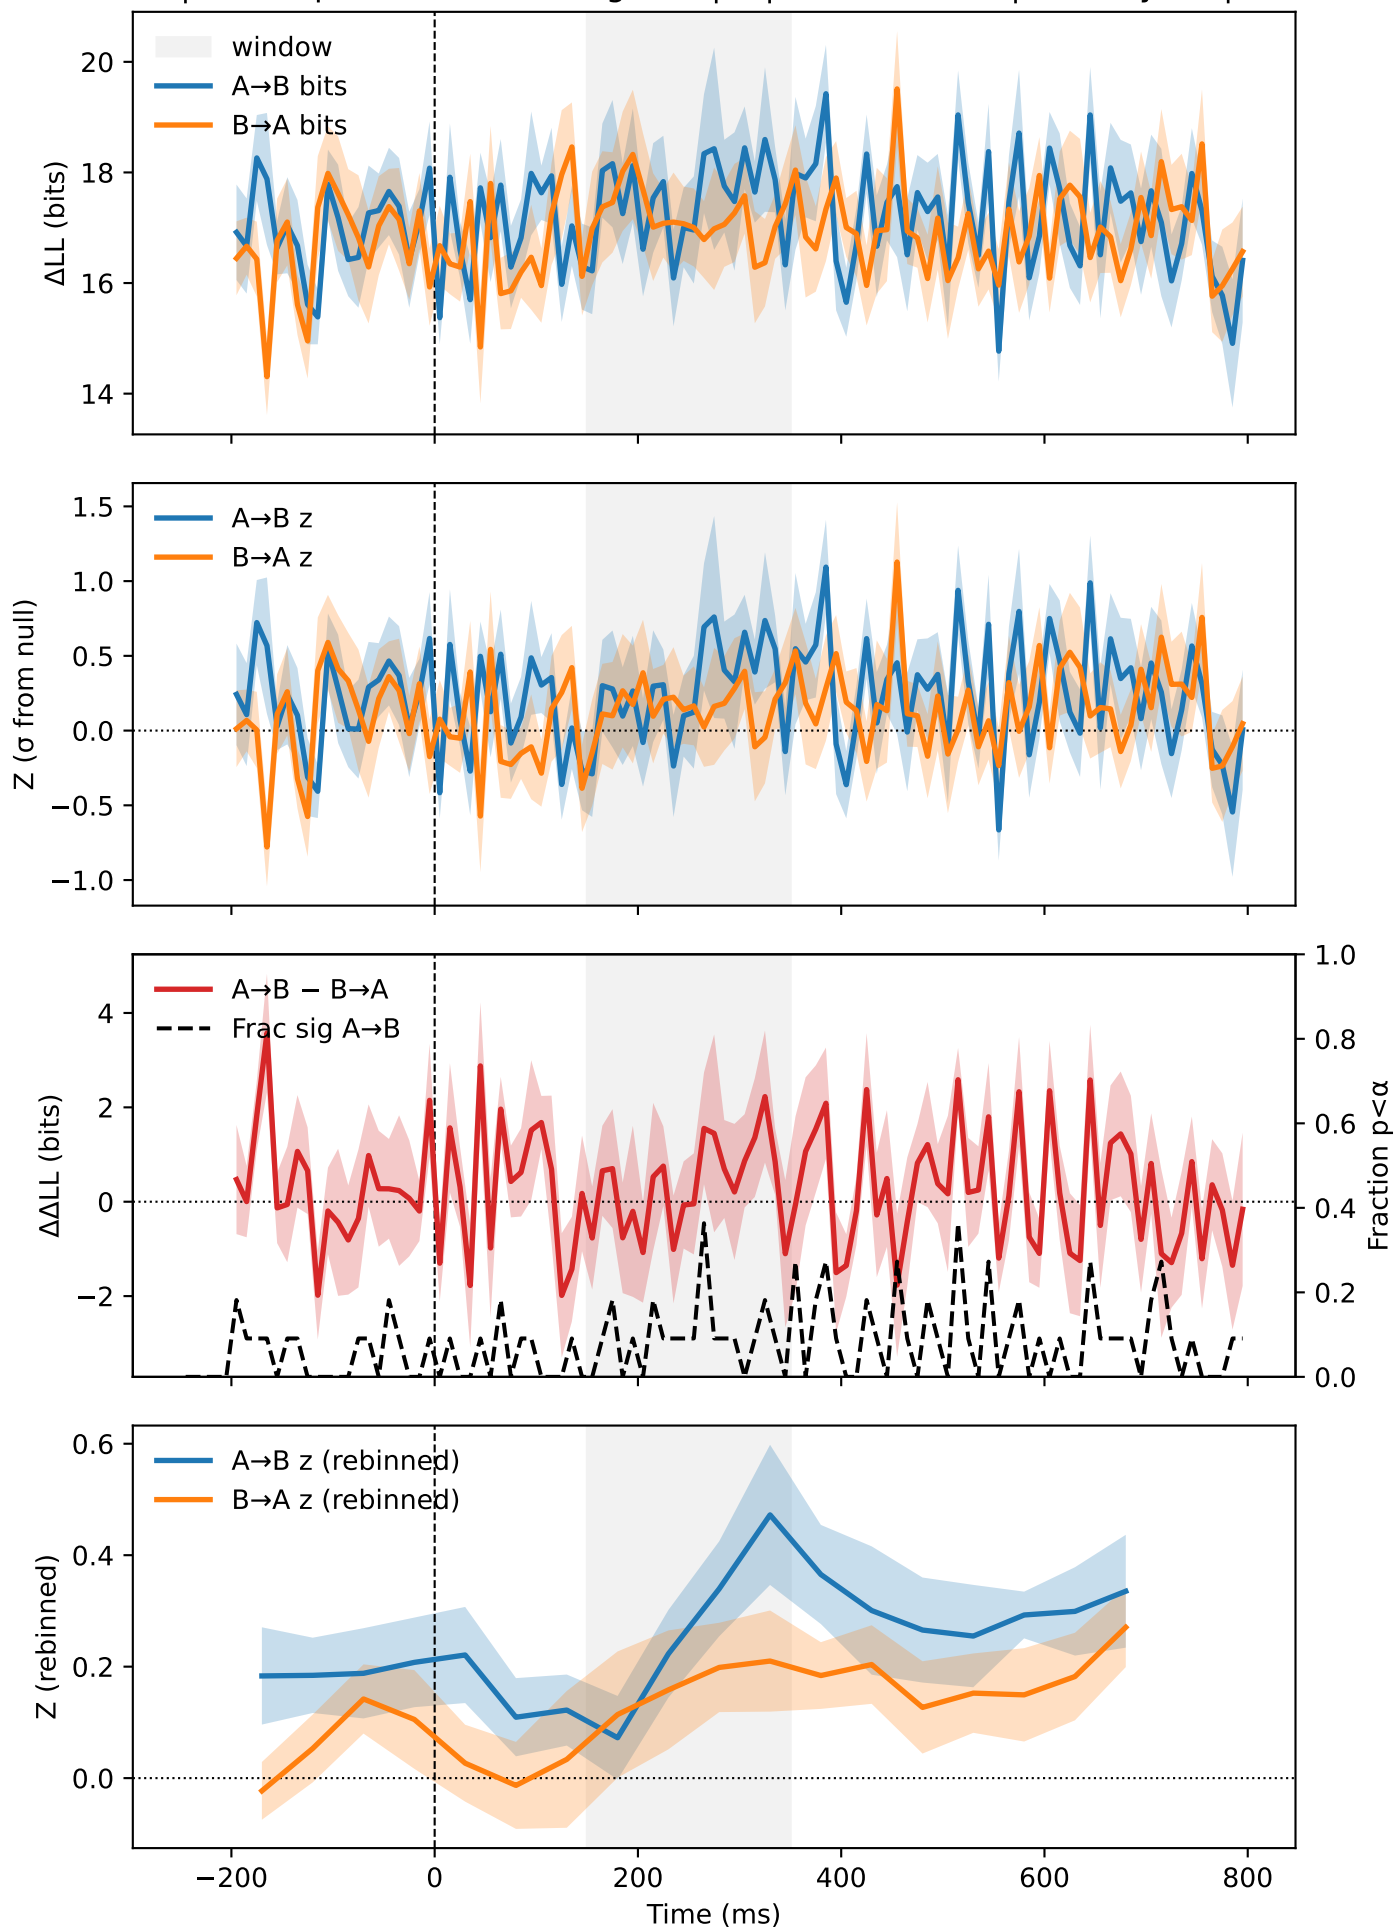 20
18
16
14
ΔLL (bits)
window
A→B bits
B→A bits
1.5
1.0
0.5
0.0
−0.5
−1.0
Z (σ from null)
A→B z
B→A z
4
2
0
−2
ΔΔLL (bits)
A→B − B→A
Frac sig A→B
1.0
0.8
0.6
0.4
0.2
0.0
Fraction p<α
0.6
0.4
0.2
0.0
Z (rebinned)
A→B z (rebinned)
B→A z (rebinned)
−200
0
200
400
600
800
Time (ms)